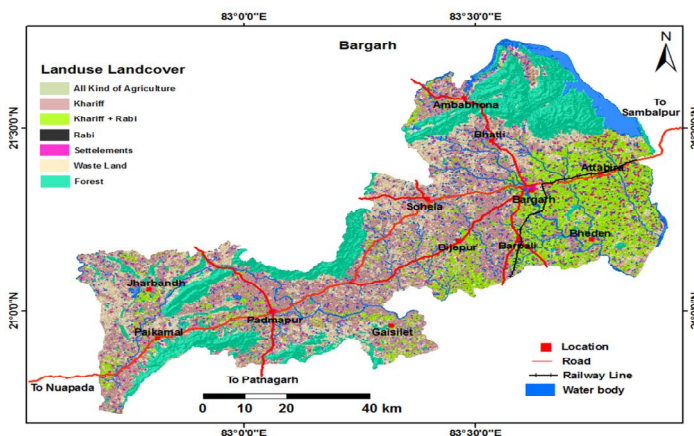 83°0'0"E
83°30'0"E
Bargarh
N
Landuse Landcover
All Kind of Agriculture
Khariff
Khariff + Rabi
Rabi
Settelements
Waste Land
Forest
To
Sambalpur
Ambabhona
21°30'0"N
Bhatli
Attabira
Bargarh
Sohela
Bheden
Bijepur
Barpali
Jharbandh
21°0'0"N
Padmapur
Paikamal
Gaisilet
To Nuapada
To Patnagarh
Location
Road
Railway Line
Water body
0 10 20 40 km
83°0'0"E
83°30'0"E